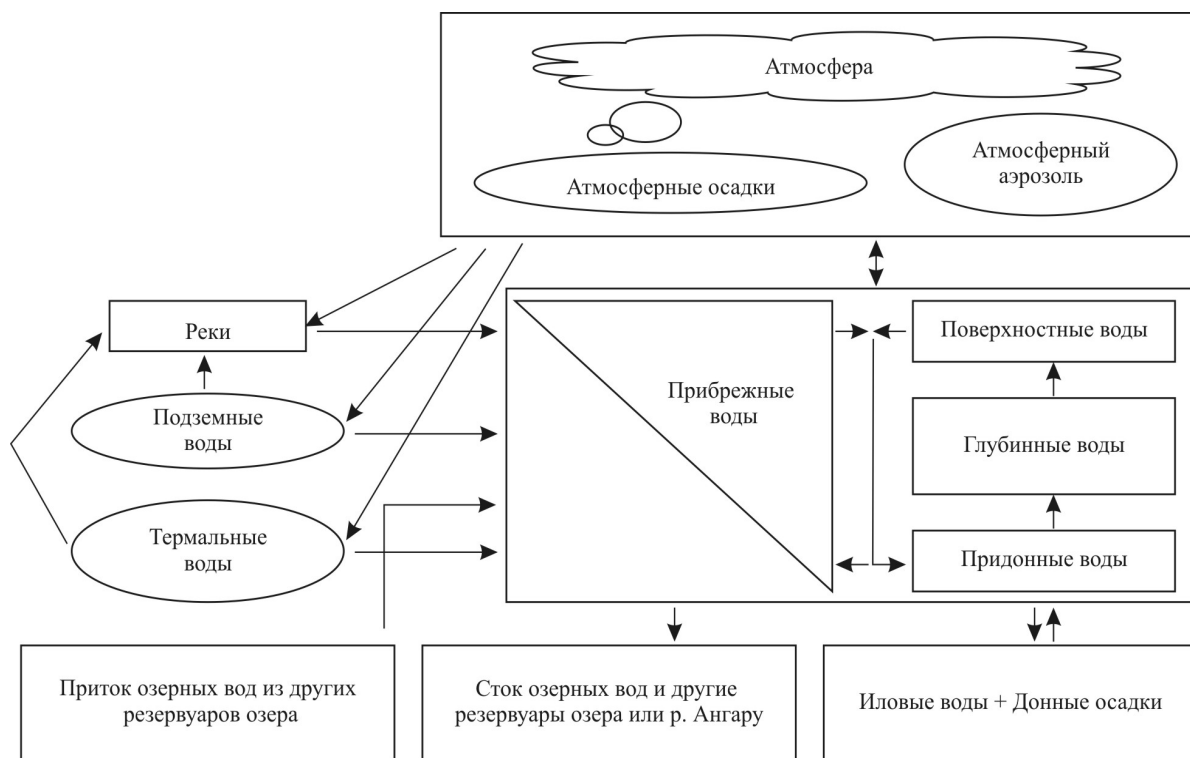 Атмосфера
Атмосферный
аэрозоль
Атмосферные осадки
Реки
Поверхностные воды
Прибрежные
воды
Подземные
воды
Глубинные воды
Термальные
воды
Придонные воды
Приток озерных вод из других
резервуаров озера
Сток озерных вод и другие
резервуары озера или р. Ангару
Иловые воды + Донные осадки